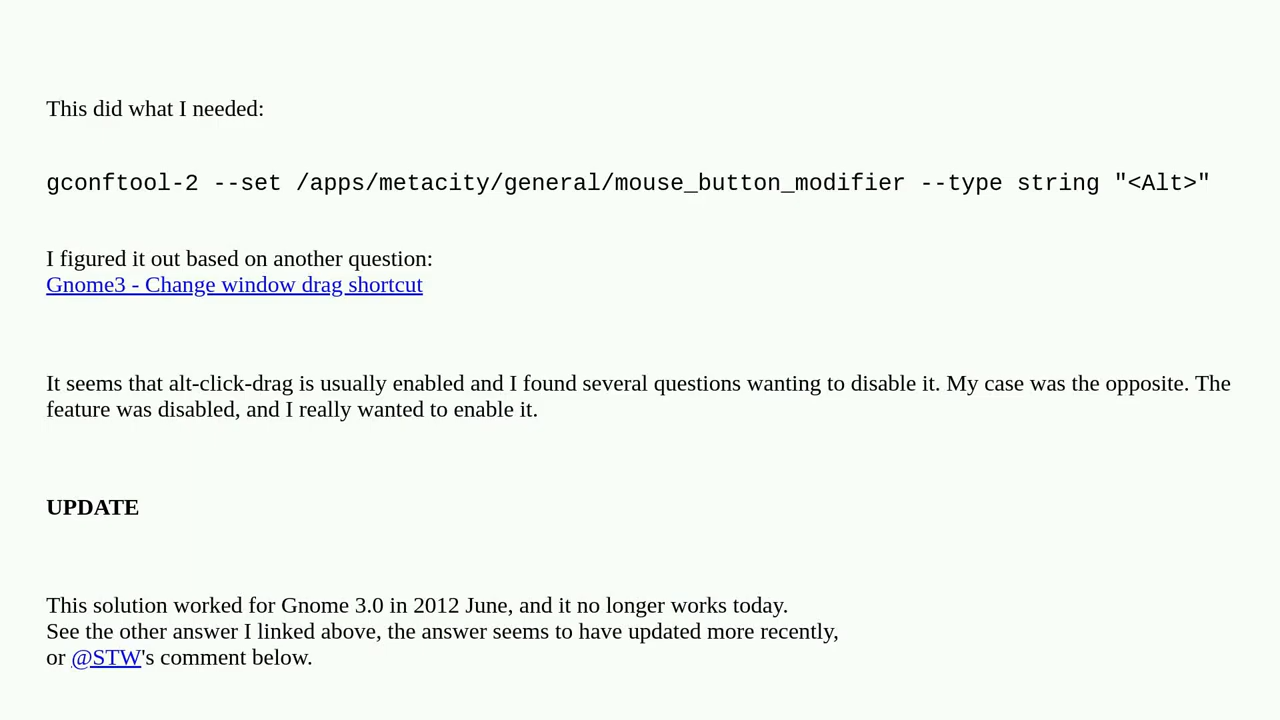 This did what I needed:
gconftool-2 --set /apps/metacity/general/mouse_button_modifier --type string "<Alt>"
I figured it out based on another question:
Gnome3 - Change window drag shortcut
It seems that alt-click-drag is usually enabled and I found several questions wanting to disable it. My case was the opposite. The
feature was disabled, and I really wanted to enable it.
UPDATE
This solution worked for Gnome 3.0 in 2012 June, and it no longer works today.
See the other answer I linked above, the answer seems to have updated more recently,
or @STW's comment below.